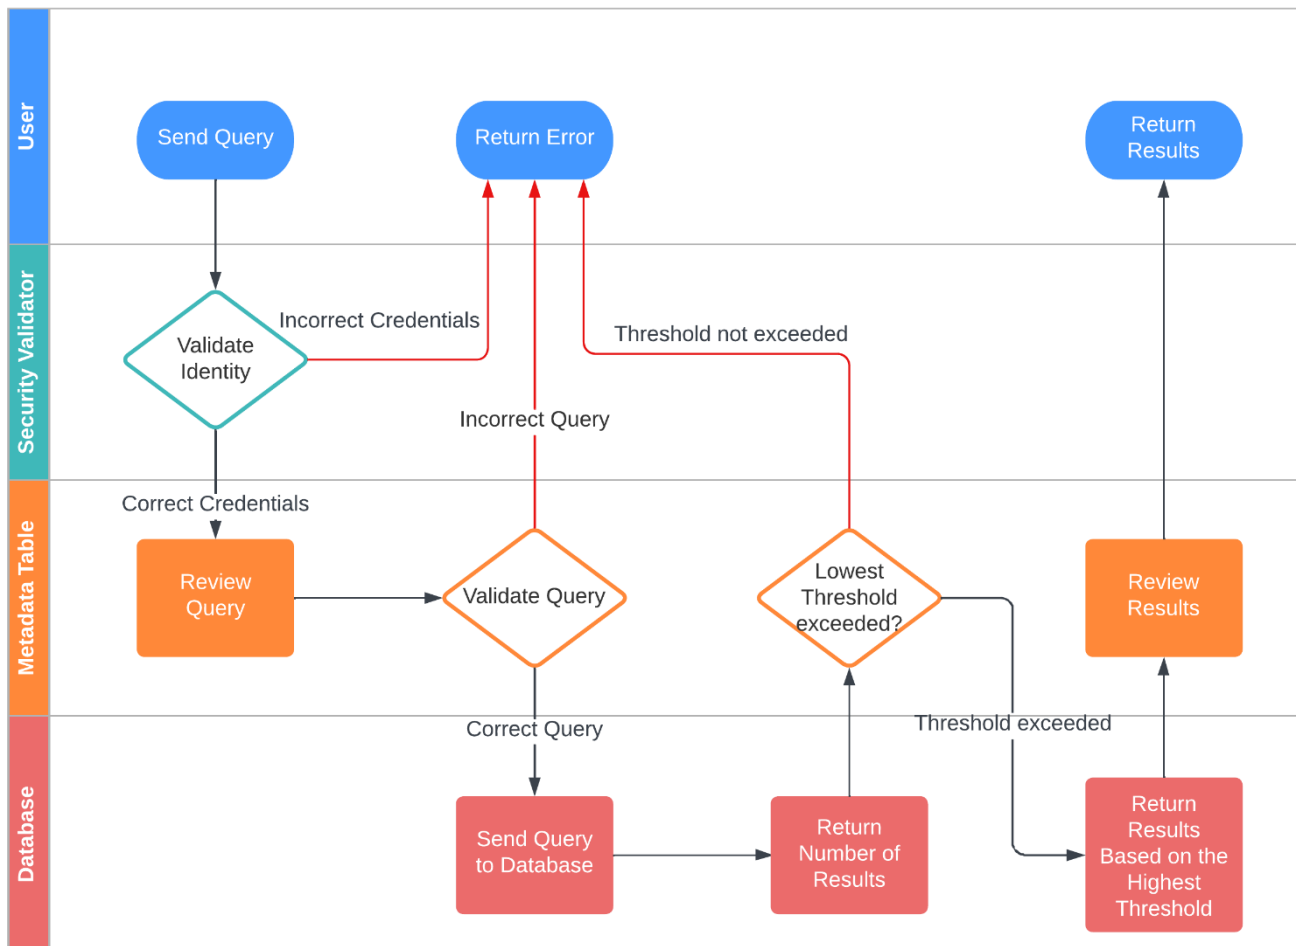 User
Send Query
Return Error
Return
Results
Security Validator
Validate
Identity
Incorrect Credentials
Threshold not exceeded
Incorrect Query
Correct Credentials
Metadata Table
Review
Query
Validate Query
Lowest
Threshold
exceeded?
Review
Results
Correct Query
Threshold exceeded
Database
Send Query
to Database
Return
Number of
Results
Return
Results
Based on the
Highest
Threshold